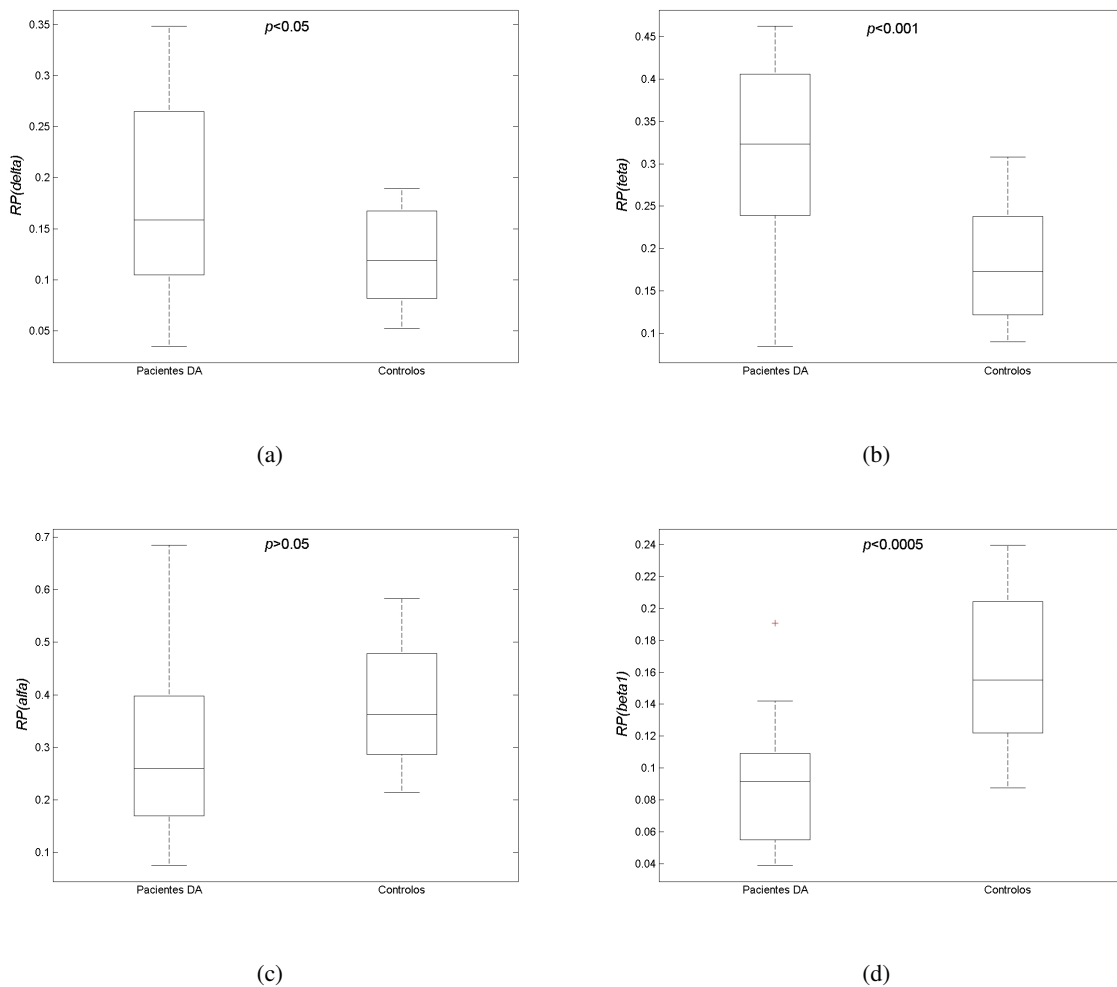 p<0.05
0.35
0.3
0.25
0.2
0.15
0.1
0.05
RP(delta)
Pacientes DA Controlos
(a)
p<0.001
0.45
0.4
0.35
0.3
0.25
0.2
0.15
0.1
RP(teta)
Pacientes DA Controlos
(b)
p>0.05
0.7
0.6
0.5
0.4
0.3
0.2
0.1
RP(alfa)
Pacientes DA Controlos
(c)
p<0.0005
0.24
0.22
0.2
0.18
0.16
0.14
0.12
0.1
0.08
0.06
0.04
RP(beta1)
Pacientes DA Controlos
(d)